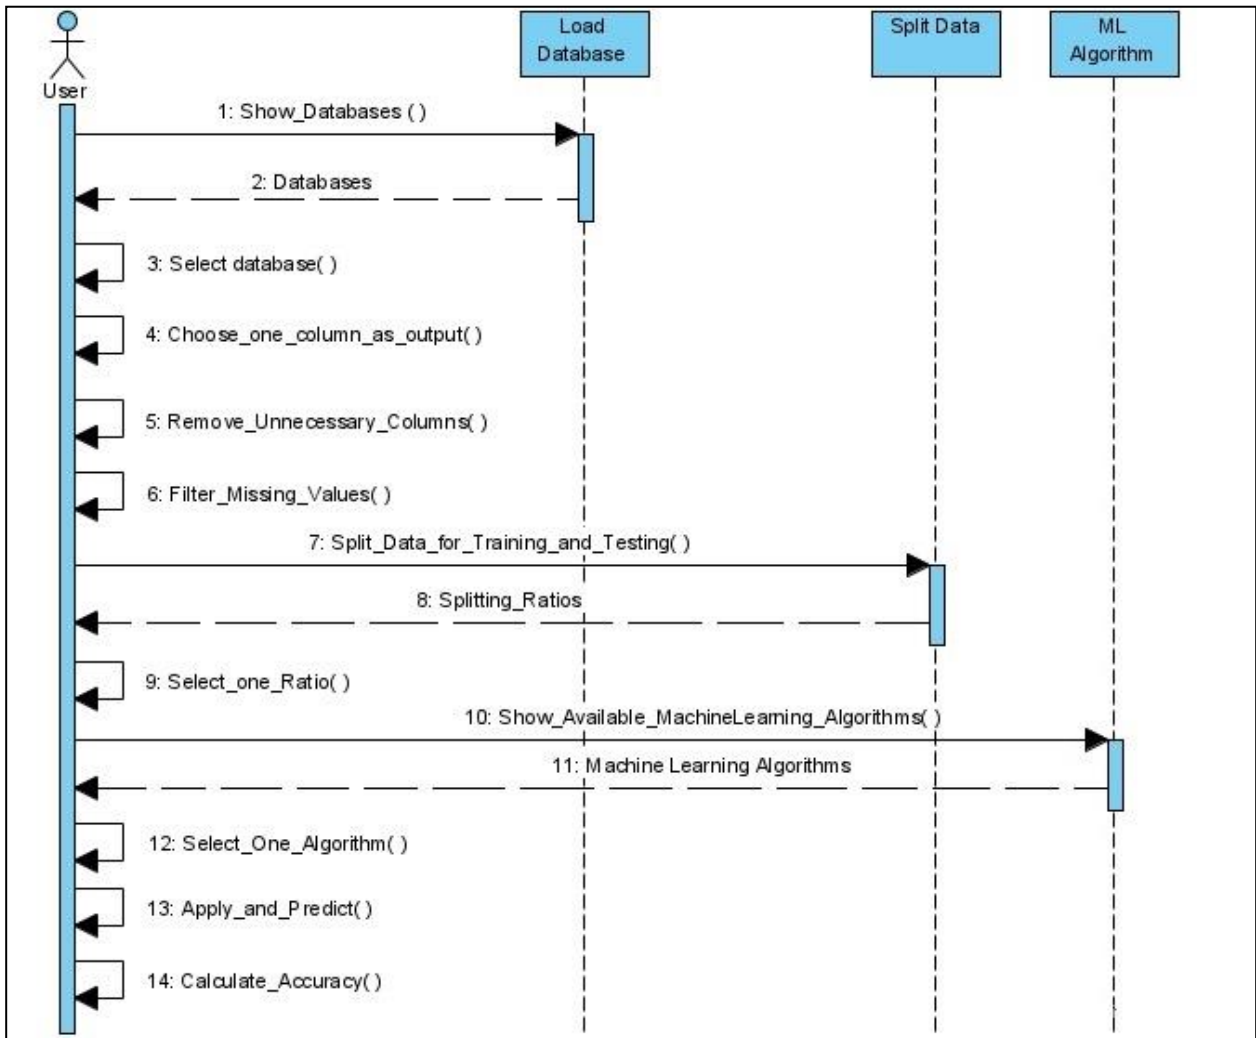 User
Load
Database
Split Data
ML
Algorithm
1: Show_Databases ( )
2: Databases
3: Select database( )
4: Choose_one_column_as_output( )
5: Remove_Unnecessary_Columns( )
6: Filter_Missing_Values( )
7: Split_Data_for_Training_and_Testing( )
8: Splitting_Ratios
9: Select_one_Ratio( )
10: Show_Available_MachineLearning_Algorithms( )
11: Machine Learning Algorithms
12: Select_One_Algorithm( )
13: Apply_and_Predict( )
14: Calculate_Accuracy( )